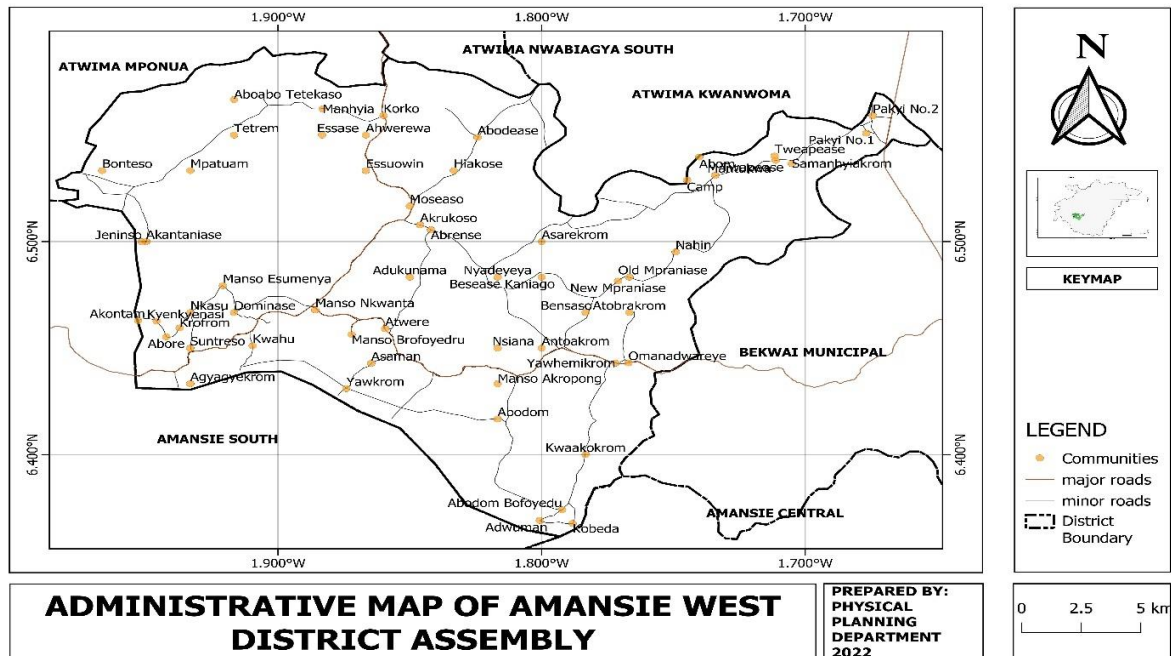 1.900°W
1.800°W
1.700°W
ATWIMA NWABIAGYA SOUTH
ATWIMA MPONUA
ATWIMA KWANWOMA
Aboabo Tetekaso
Manhyia
Korko
Pakyi No.2
Tetrem
Essase
Ahwerewa
Abodease
Pakyi No.1
Tweapease
Bonteso
Mpatuam
Essuowin
Hiakose
Abom
Samanhyiakrom
Camp
Moseaso
Akrukoso
6.500°N
Jeninso
Akantaniase
Abrense
Asarekrom
Nahin
6.500°N
Manso Esumenya
Adukunama
Nyadeyeya
Old Mpraniase
Besease
Kaniago
New Mpraniase
Akontam
Kyenkyenasi
Nkasu
Dominase
Manso Nkwanta
Bensaso
Atobrakrom
Krofrom
Atwere
Abore
Suntreso
Kwahu
Manso Brofoyedru
Nsiana
Antoakrom
Asaman
Yawhemikrom
Omanadwareye
BEKWAI MUNICIPAL
Agyagyekrom
Yawkrom
Manso Akropong
Abodom
AMANSIE SOUTH
Kwaakokrom
6.400°N
6.400°N
Abodom Bofoyedu
Adwuman
Kobeda
AMANSIE CENTRAL
1.900°W
1.800°W
1.700°W
N
KEYMAP
LEGEND
Communities
major roads
minor roads
District
Boundary
ADMINISTRATIVE MAP OF AMANSIE WEST
DISTRICT ASSEMBLY
PREPARED BY:
PHYSICAL
PLANNING
DEPARTMENT
2022
0 2.5 5 km